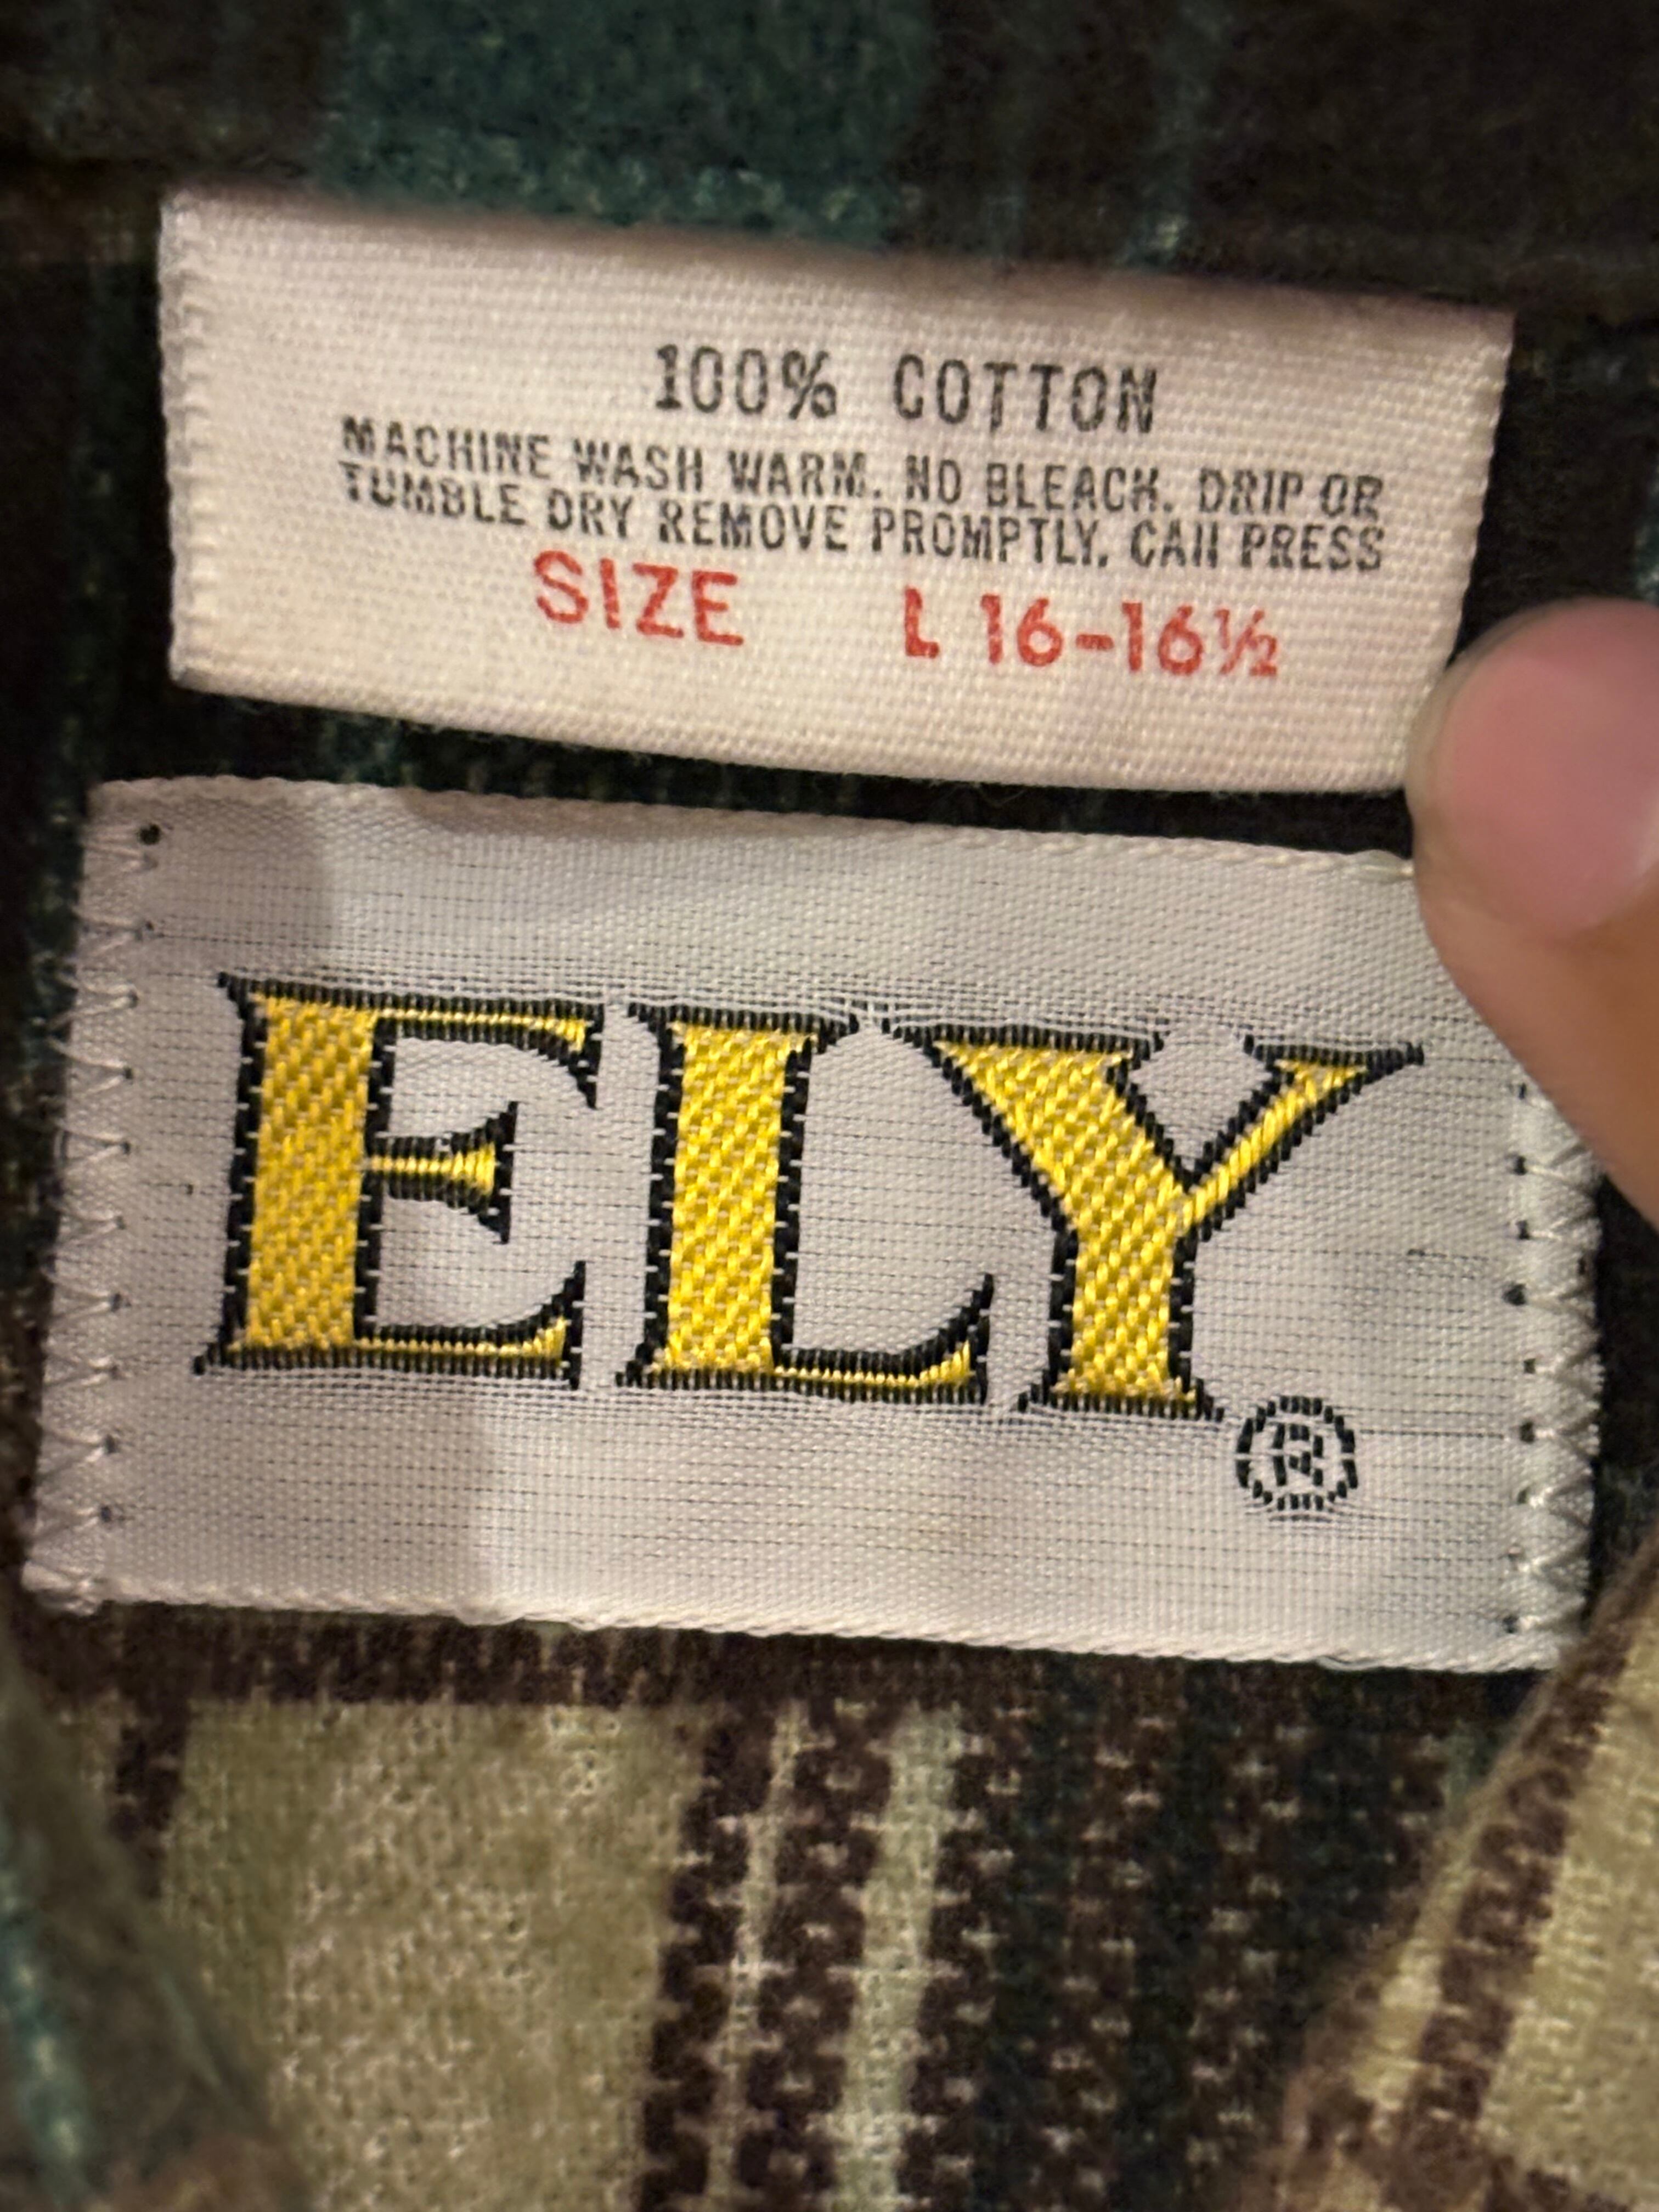 100% COTTON
MACHINE WASH WARM. NO BLEACH. DRIP OR
TUMBLE DRY REMOVE PROMPTLY. CAN PRESS
SIZE L 16-16½
ELY®